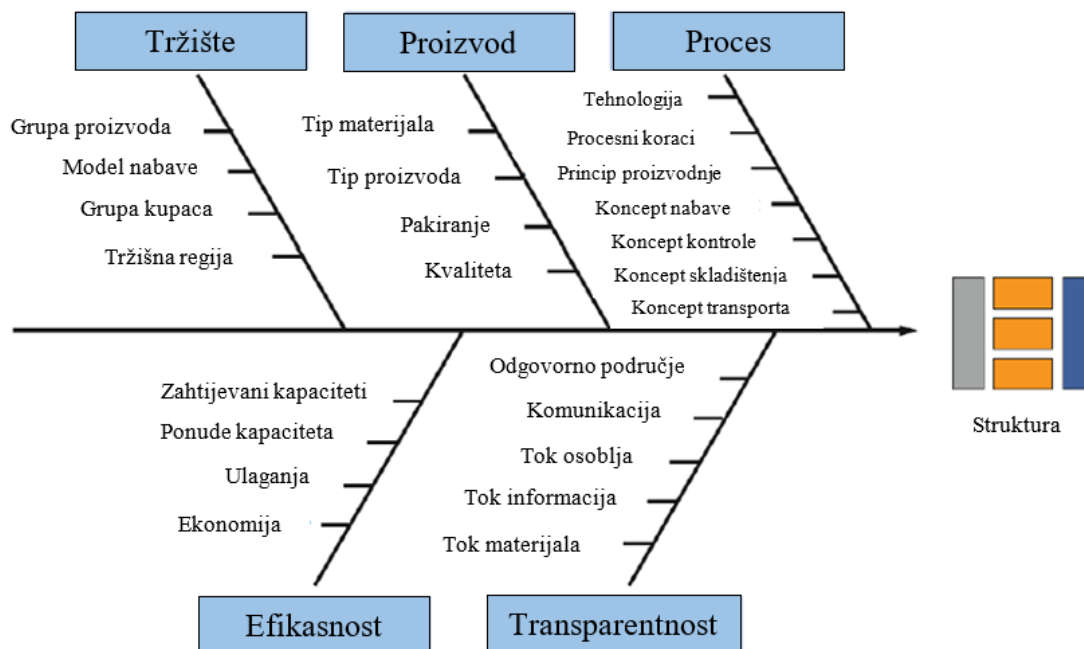 Tržište
Proizvod
Proces
Grupa proizvoda
Model nabave
Grupa kupaca
Tržišna regija
Tip materijala
Tip proizvoda
Pakiranje
Kvaliteta
Tehnologija
Procesni koraci
Princip proizvodnje
Koncept nabave
Koncept kontrole
Koncept skladištenja
Koncept transporta
Struktura
Zahtijevani kapaciteti
Ponude kapaciteta
Ulaganja
Ekonomija
Odgovorno područje
Komunikacija
Tok osoblja
Tok informacija
Tok materijala
Efikasnost
Transparentnost